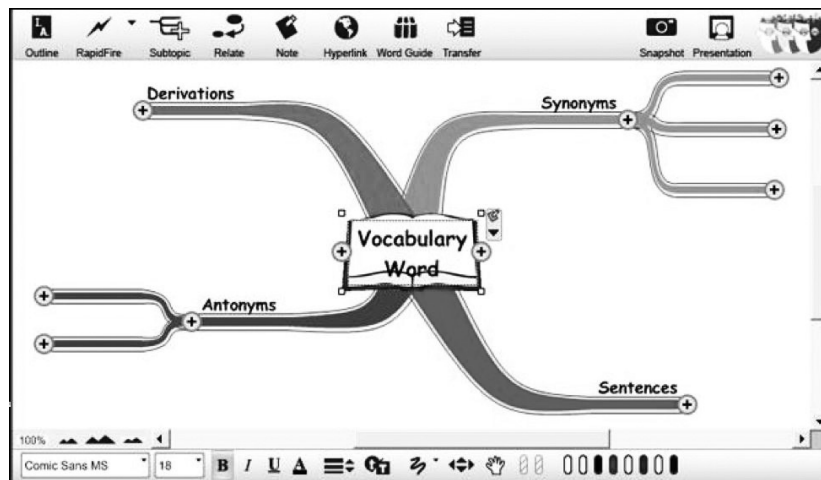 Outline RapidFire Subtopic Relate Note Hyperlink Word Guide Transfer Snapshot Presentation
Derivations
Synonyms
Vocabulary
Word
Antonyms
Sentences
100%
Comic Sans MS 18 B I U A